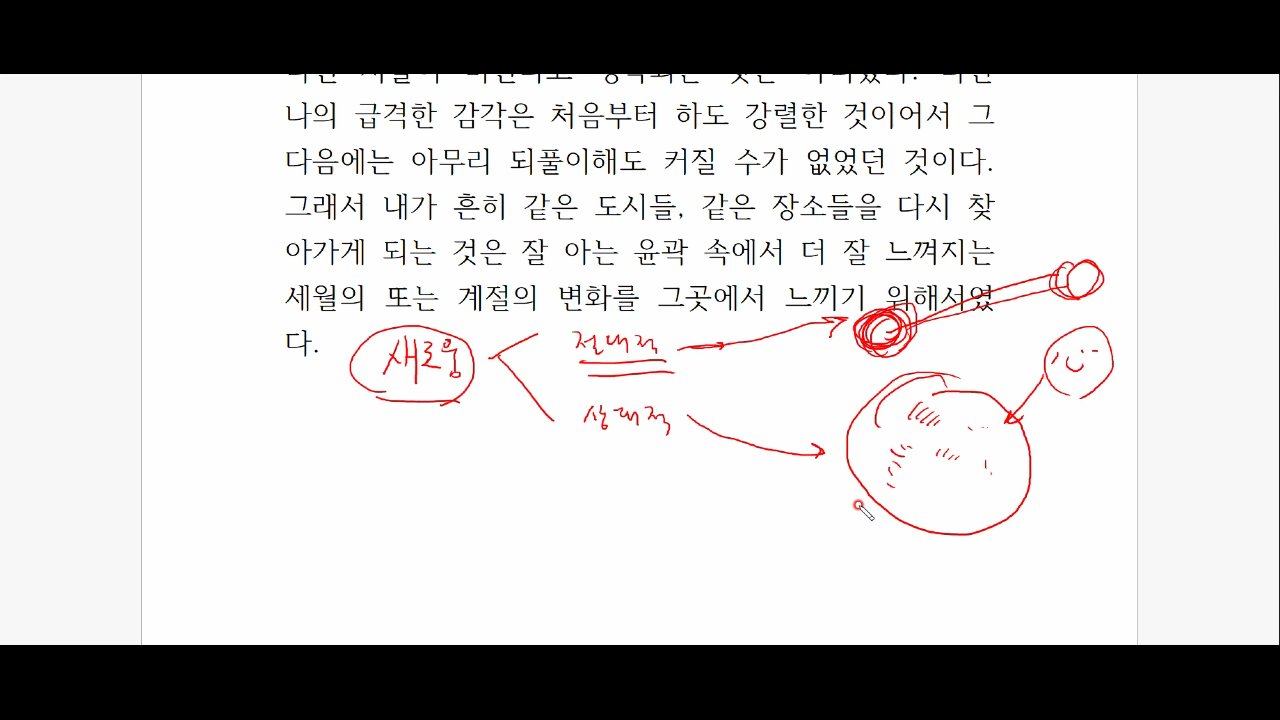 나의 급격한 감각은 처음부터 하도 강렬한 것이어서 그
다음에는 아무리 되풀이해도 커질 수가 없었던 것이다.
그래서 내가 흔히 같은 도시들, 같은 장소들을 다시 찾
아가게 되는 것은 잘 아는 윤곽 속에서 더 잘 느껴지는
세월의 또는 계절의 변화를 그곳에서 느끼기 위해서였
다.
새로움
절대적
상대적